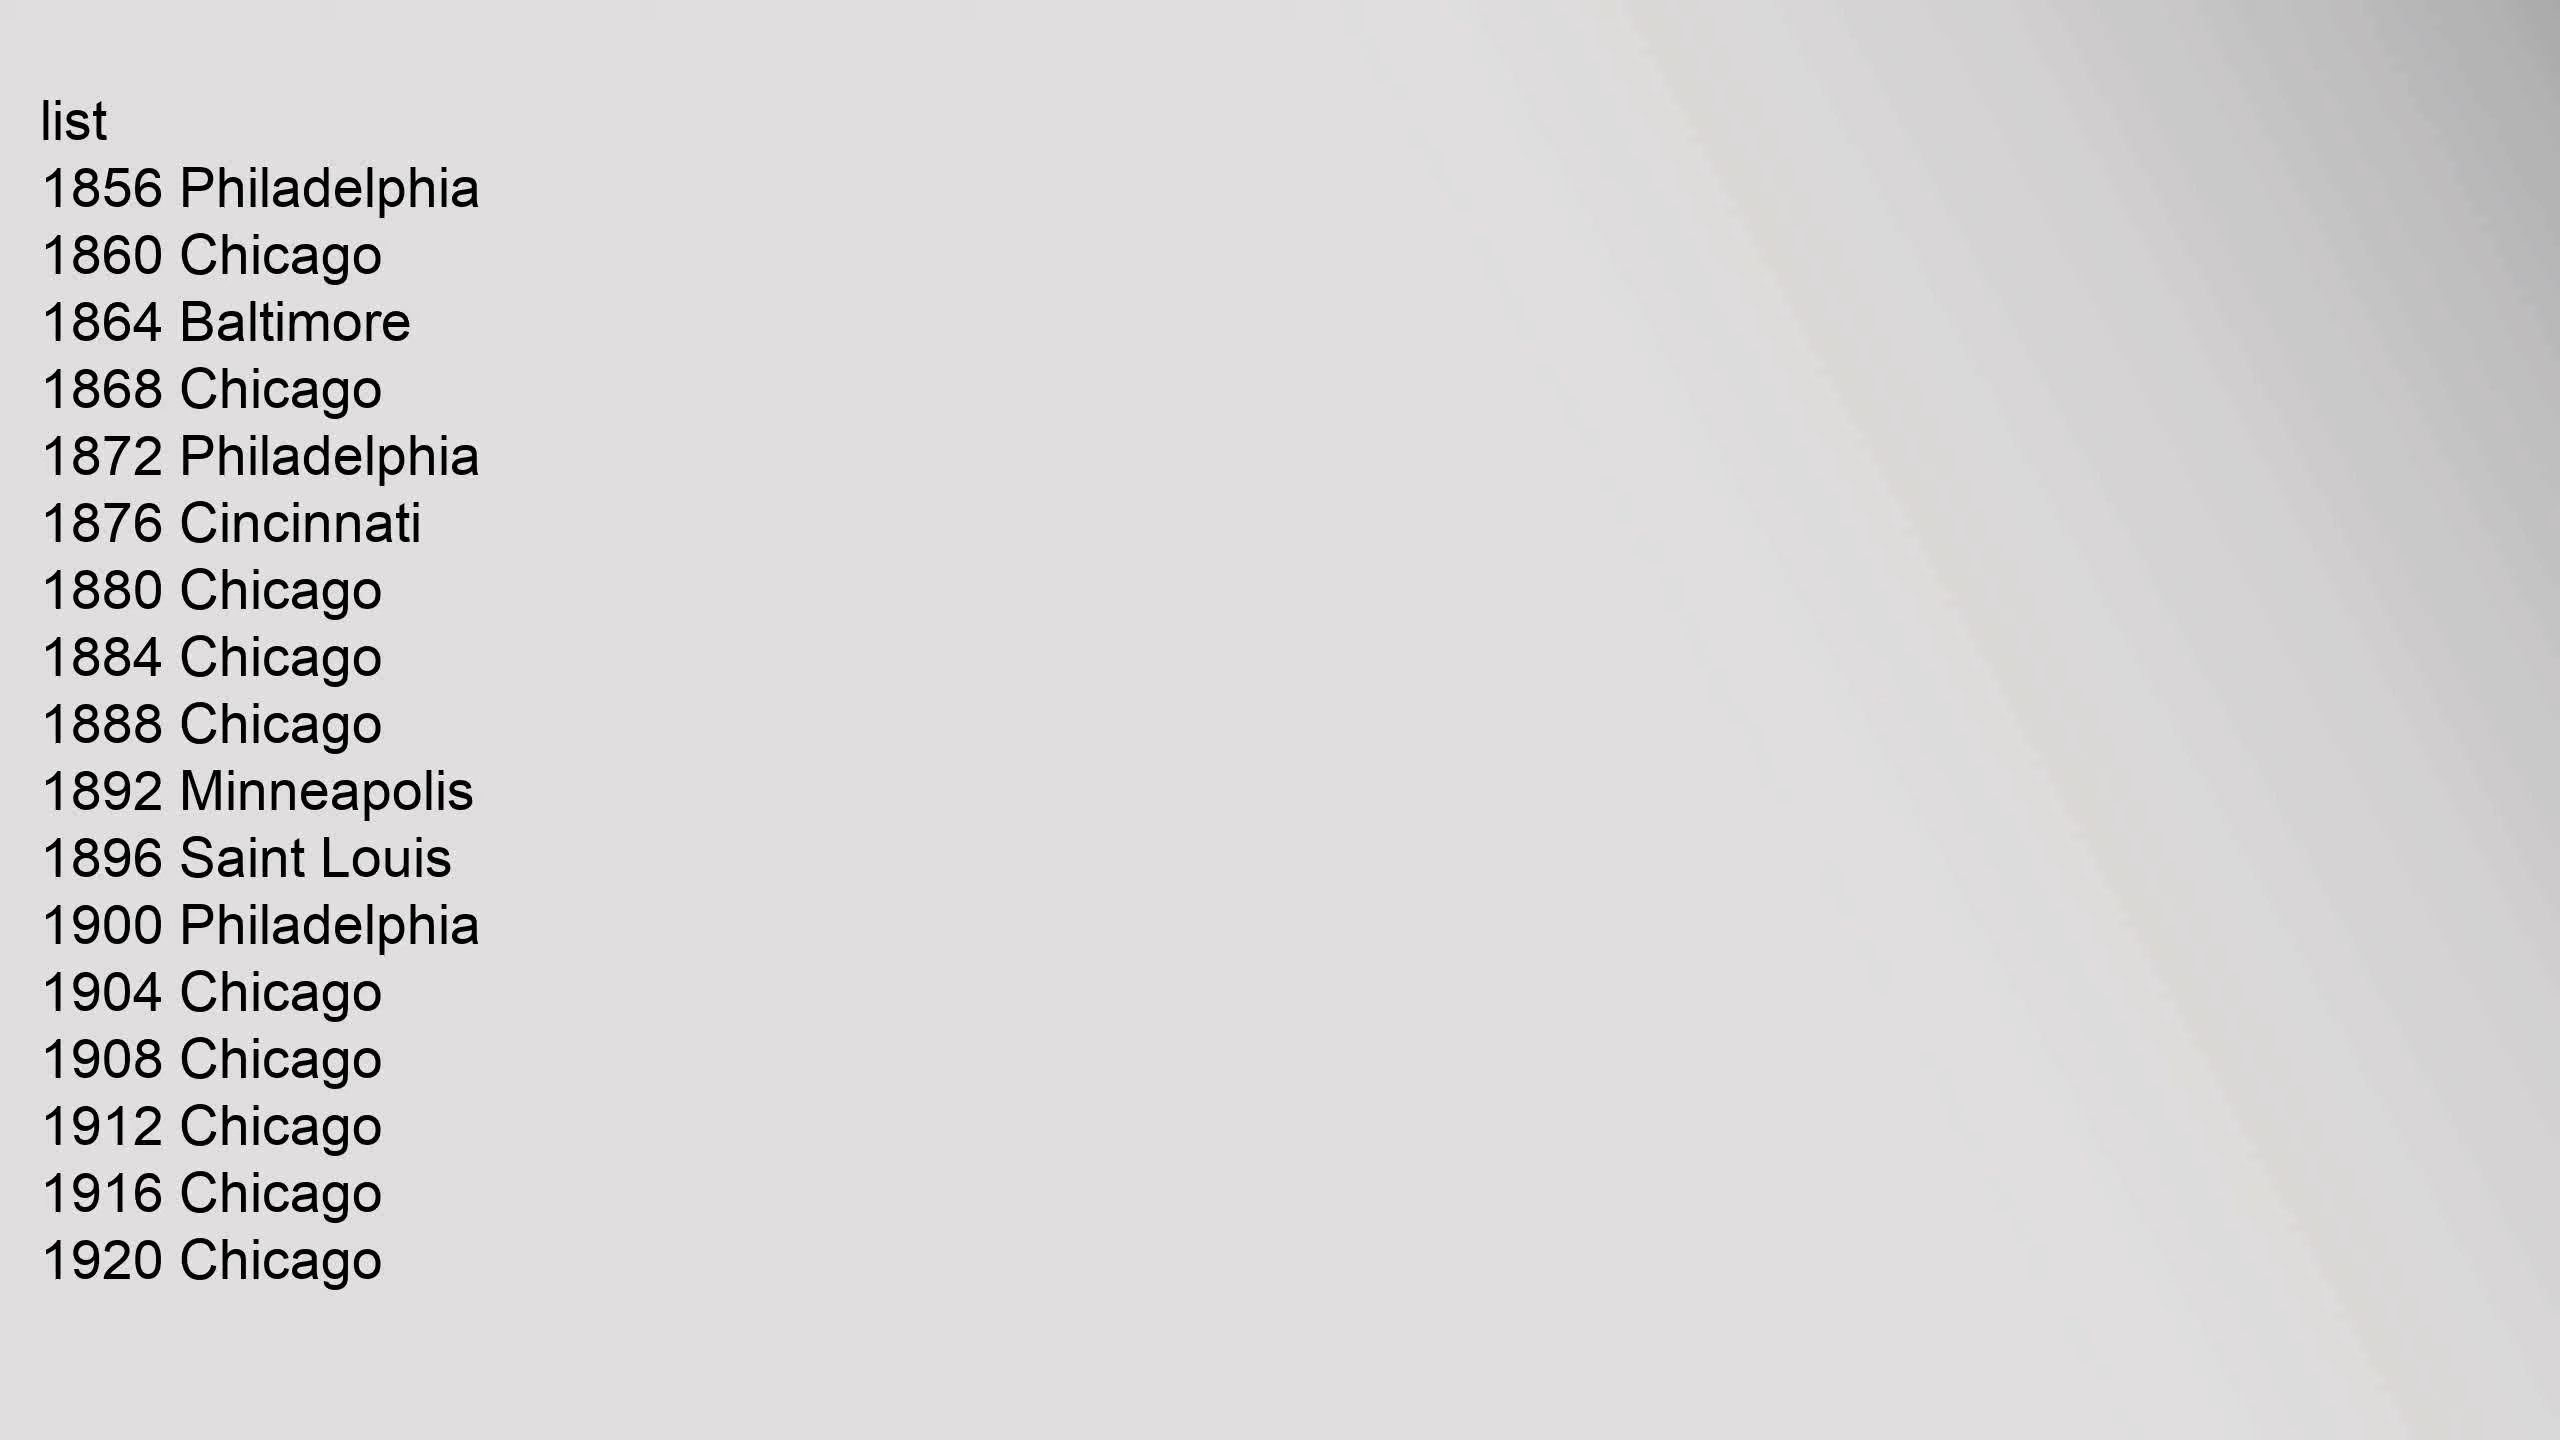 list
1856 Philadelphia
1860 Chicago
1864 Baltimore
1868 Chicago
1872 Philadelphia
1876 Cincinnati
1880 Chicago
1884 Chicago
1888 Chicago
1892 Minneapolis
1896 Saint Louis
1900 Philadelphia
1904 Chicago
1908 Chicago
1912 Chicago
1916 Chicago
1920 Chicago